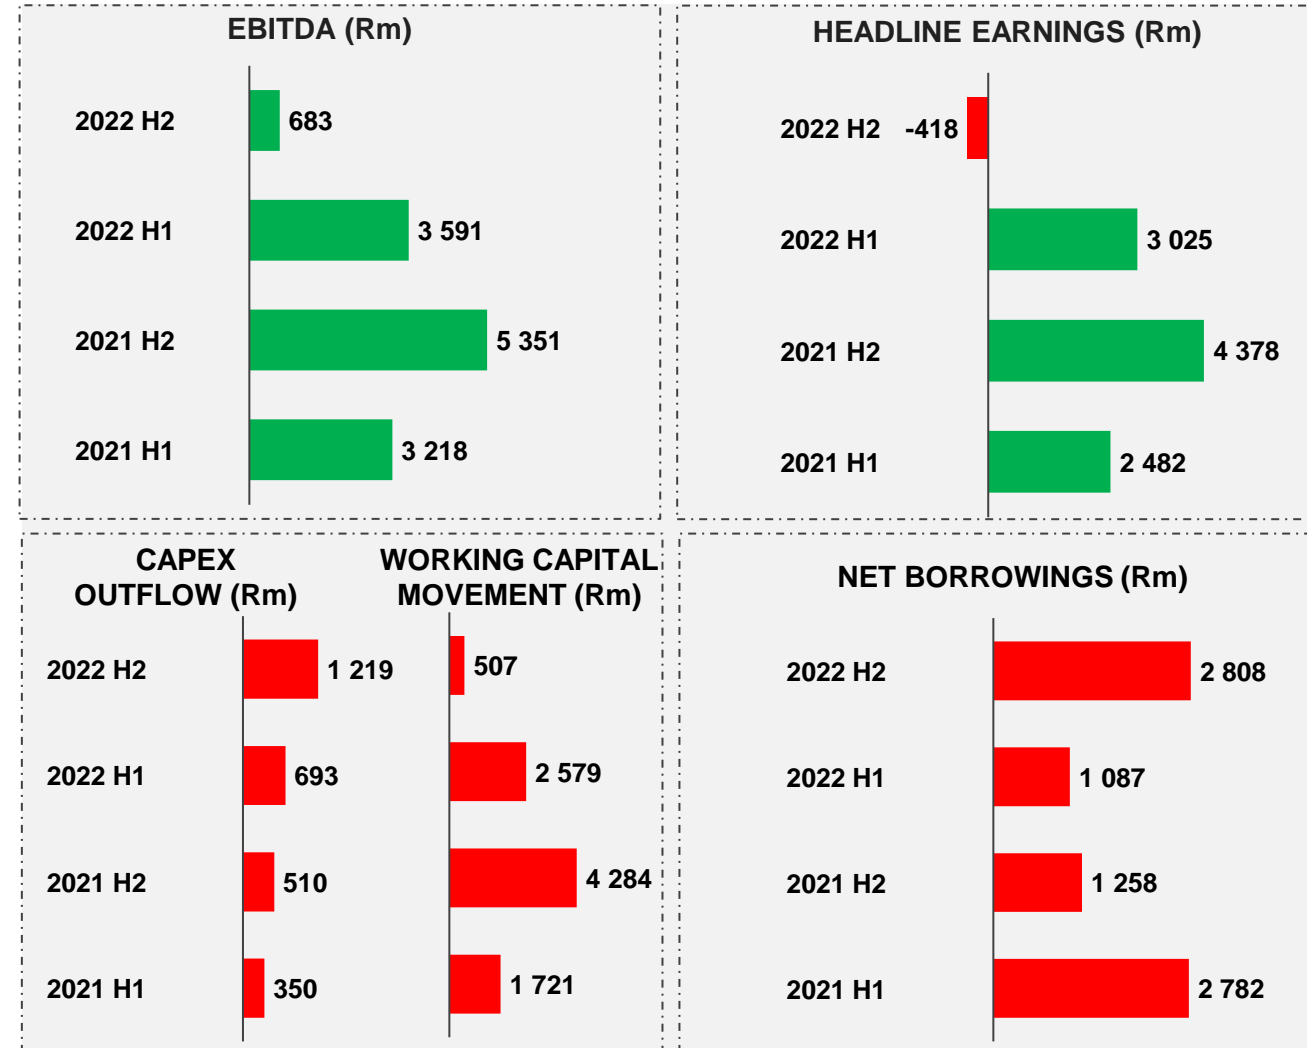 EBITDA (Rm)
2022 H2 683
2022 H1 3 591
2021 H2 5 351
2021 H1 3 218
HEADLINE EARNINGS (Rm)
2022 H2 -418
2022 H1 3 025
2021 H2 4 378
2021 H1 2 482
CAPEX
OUTFLOW (Rm)
2022 H2 1 219
2022 H1 693
2021 H2 510
2021 H1 350
WORKING CAPITAL
MOVEMENT (Rm)
507
2 579
4 284
1 721
NET BORROWINGS (Rm)
2022 H2 2 808
2022 H1 1 087
2021 H2 1 258
2021 H1 2 782